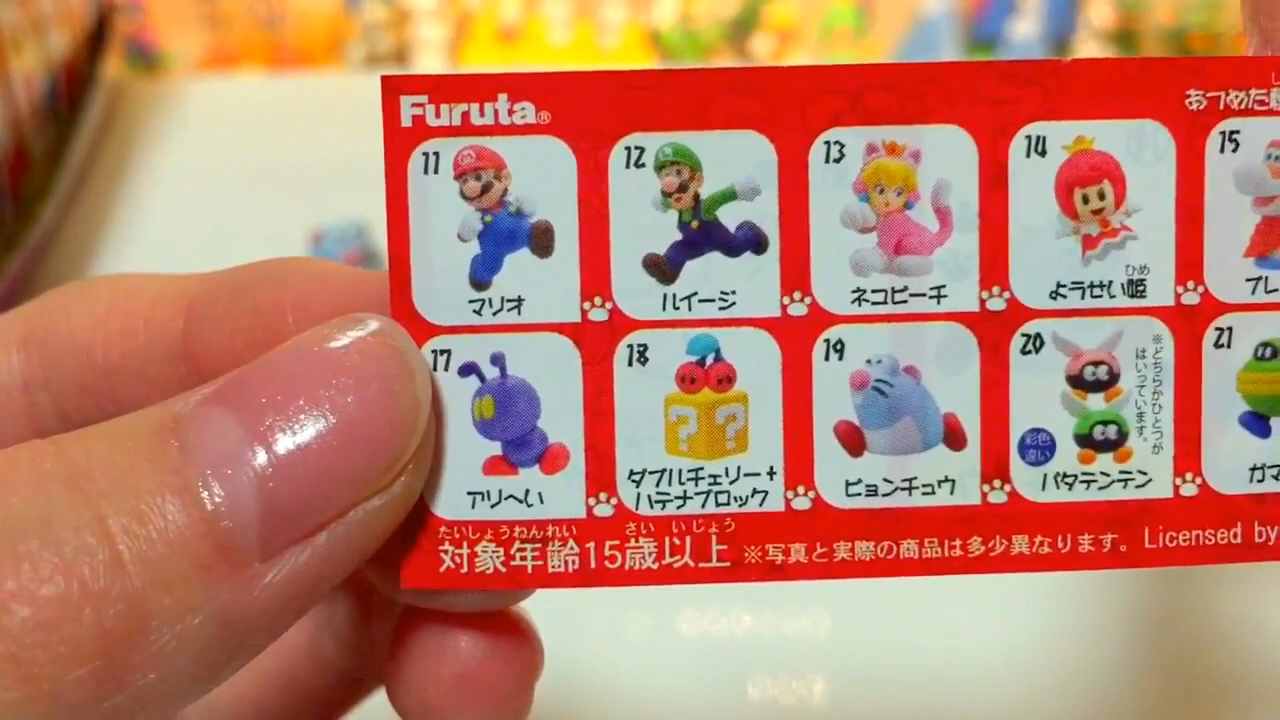 Furuta®
あつめた
11
マリオ
12
ルイージ
13
ネコピーチ
14
ひめ
ようせい姫
15
プレ
17
アリへい
18
ダブルチェリー+
ハテナブロック
19
ピョンチュウ
20
※どちらかひとつが
はいっています。
彩色
違い
パタテンテン
21
ガマ
たいしょうねんれい さい いじょう
対象年齢15歳以上 ※写真と実際の商品は多少異なります。 Licensed by